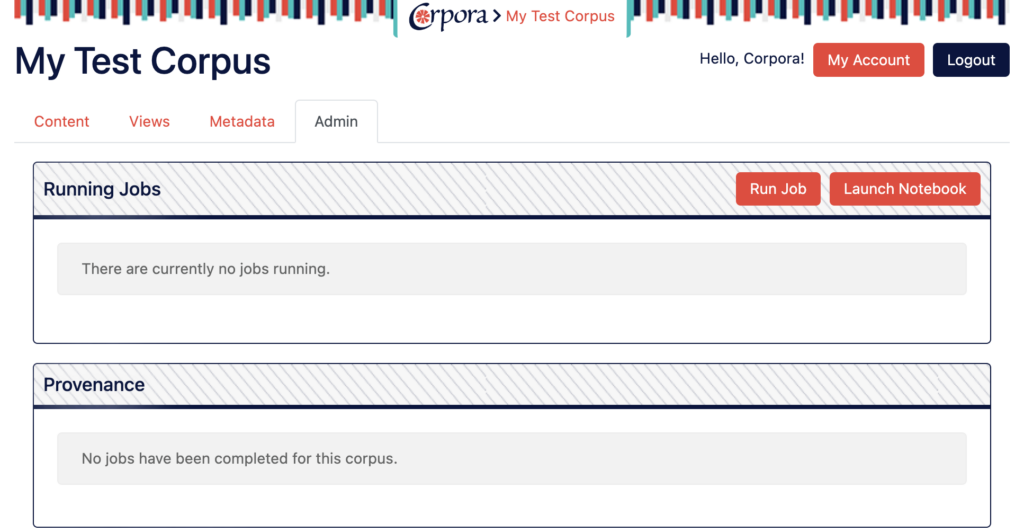 Corpora > My Test Corpus
My Test Corpus
Hello, Corpora! My Account Logout
Content Views Metadata Admin
Running Jobs Run Job Launch Notebook
There are currently no jobs running.
Provenance
No jobs have been completed for this corpus.